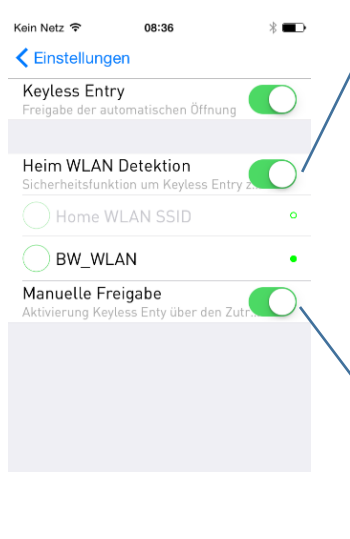 Kein Netz 08:36
Einstellungen
Keyless Entry
Freigabe der automatischen Öffnung
Heim WLAN Detektion
Sicherheitsfunktion um Keyless Entry z...
Home WLAN SSID
BW_WLAN
Manuelle Freigabe
Aktivierung Keyless Enty über den Zutr...